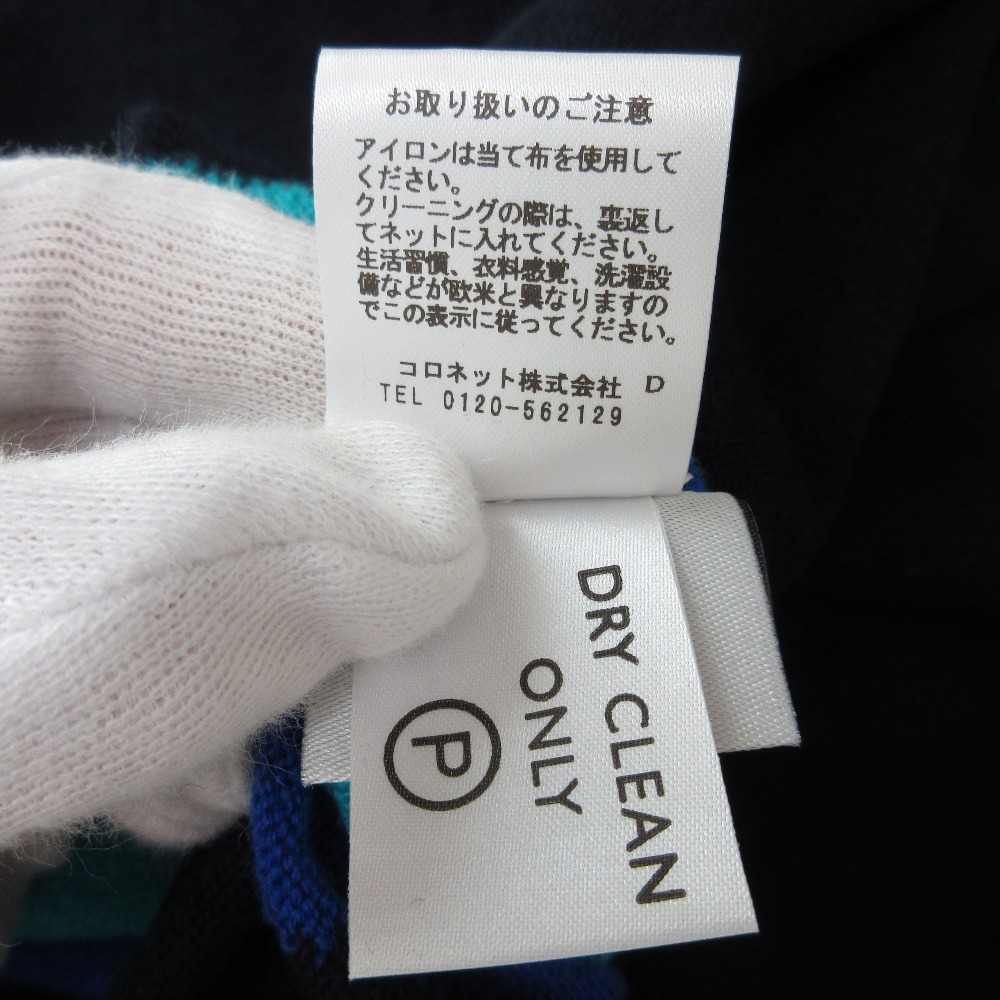 お取り扱いのご注意
アイロンは当て布を使用して
ください。
クリーニングの際は、裏返し
てネットに入れてください。
生活習慣、衣料感覚、洗濯設
備などが欧米と異なりますの
でこの表示に従ってください。
コロネット株式会社 D
TEL 0120-562129
DRY CLEAN
ONLY
P